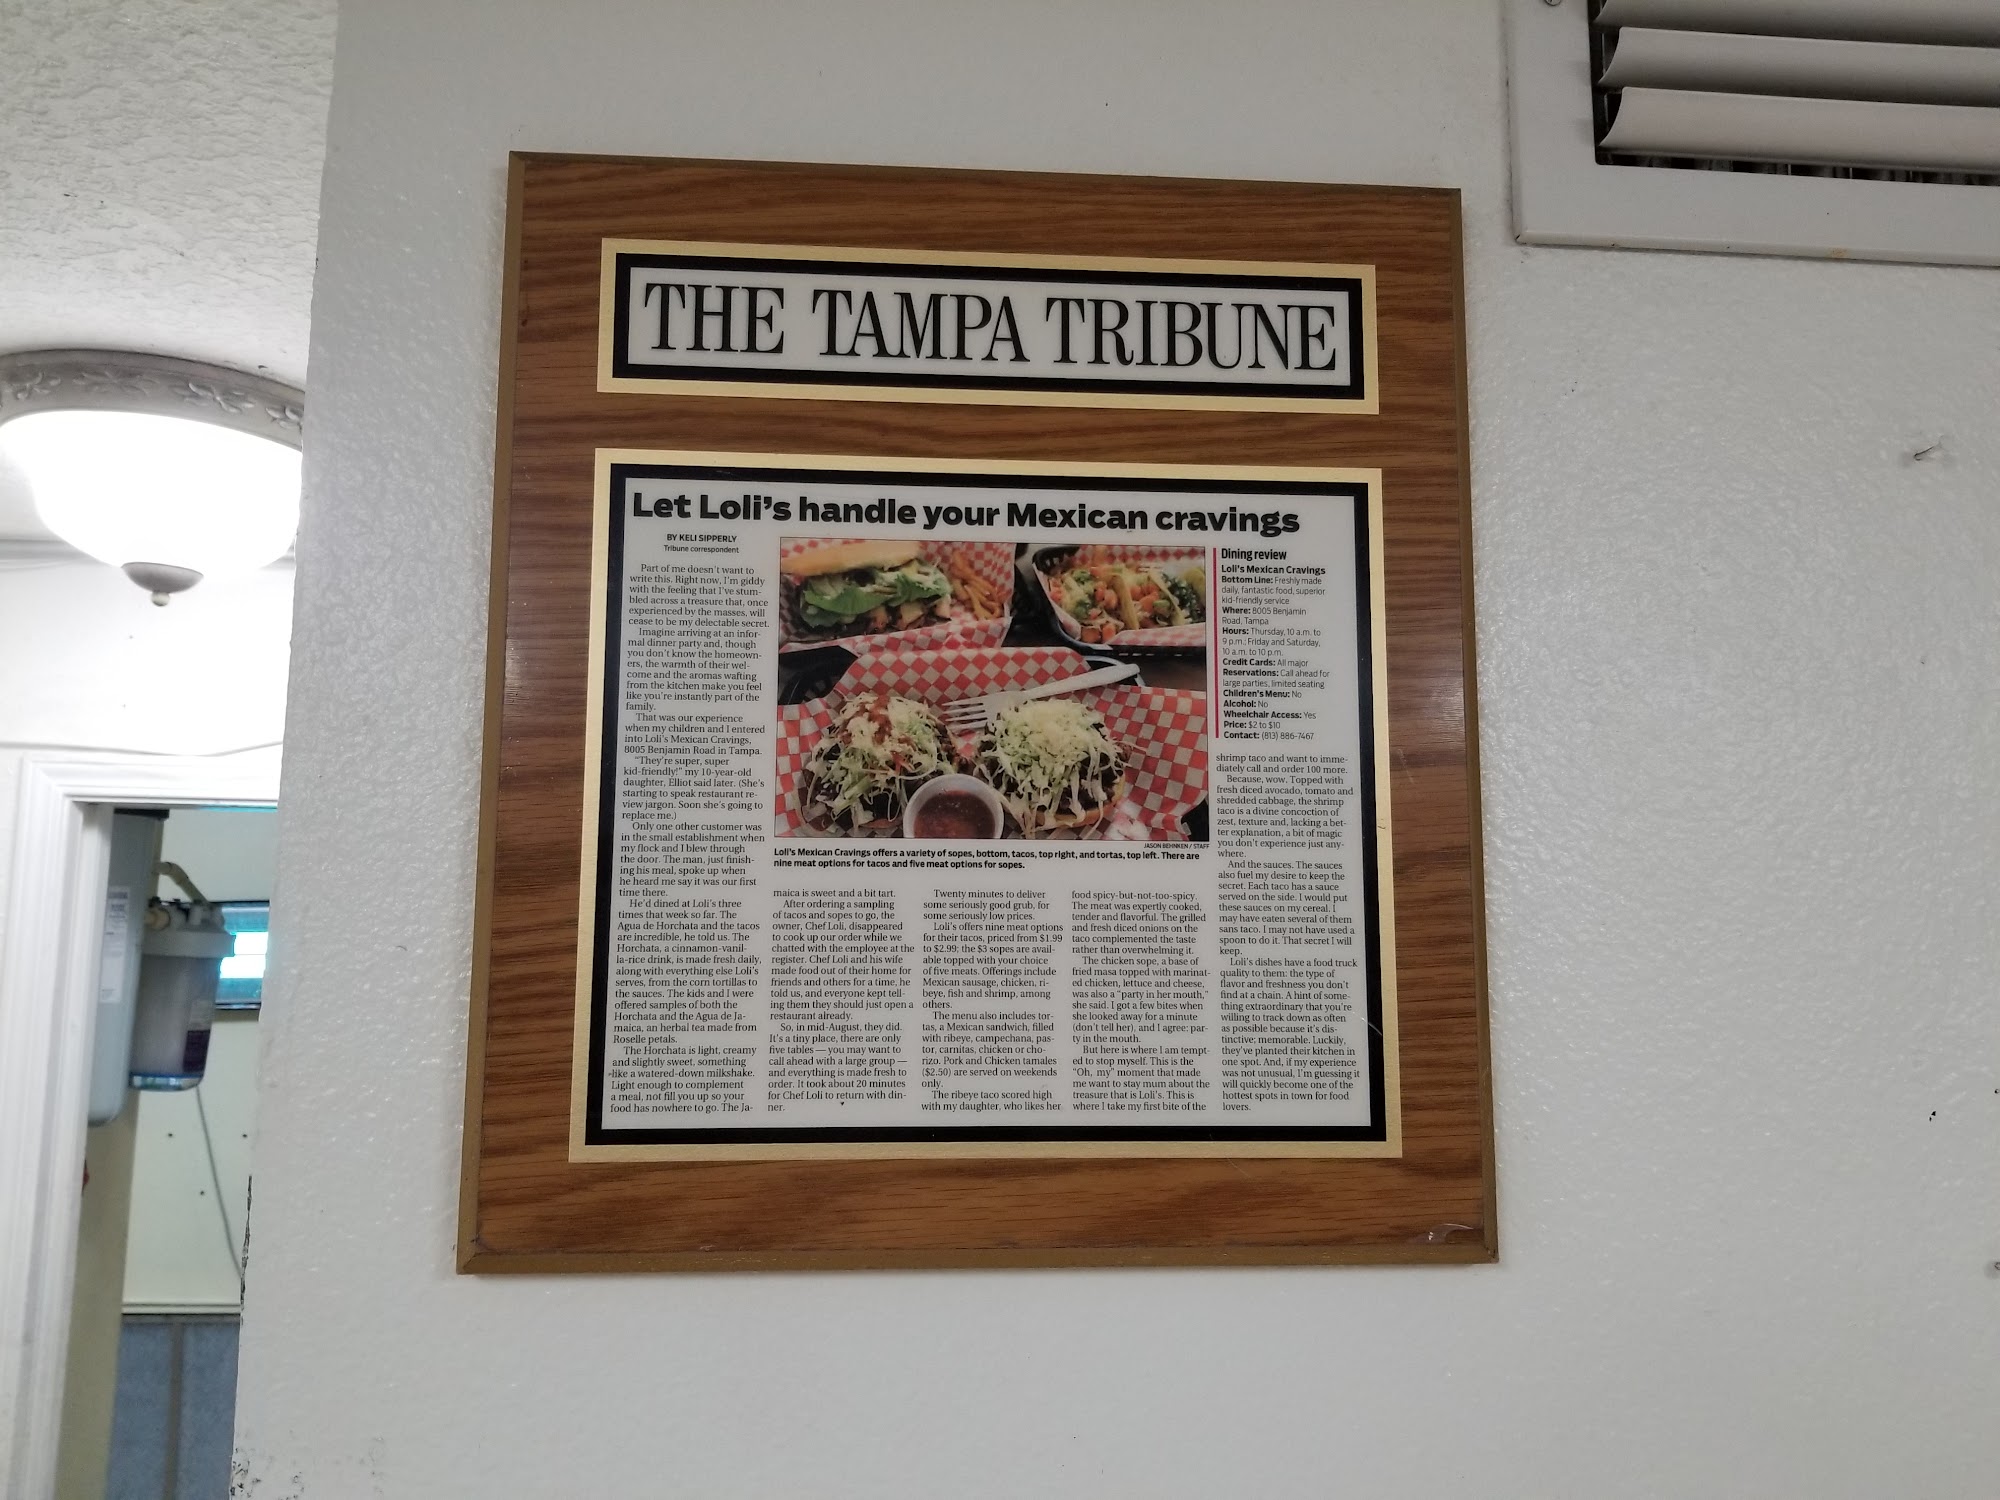 THE TAMPA TRIBUNE
Let Loli's handle your Mexican cravings
BY KELI SIPPERLY
Tribune correspondent
Part of me doesn't want to
write this. Right now, I'm giddy
with the feeling that I've stum-
bled across a treasure that, once
experienced by the masses, will
cease to be my delectable secret.
Imagine arriving at an infor-
mal dinner party and, though
you don't know the homeown-
ers, the warmth of their wel-
come and the aromas wafting
from the kitchen make you feel
like you're instantly part of the
family.
That was our experience
when my children and I entered
into Loli's Mexican Cravings,
8005 Benjamin Road in Tampa.
"They're super, super
kid-friendly!" my 10-year-old
daughter, Elliot said later. (She's
starting to speak restaurant re-
view jargon. Soon she's going to
replace me.)
Only one other customer was
in the small establishment when
my flock and I blew through
the door. The man, just finish-
ing his meal, spoke up when
he heard me say it was our first
time there.
He'd dined at Loli's three
times that week so far. The
Agua de Horchata and the tacos
are incredible, he told us. The
Horchata, a cinnamon-vanil-
la-rice drink, is made fresh daily,
along with everything else Loli's
serves, from the corn tortillas to
the sauces. The kids and I were
offered samples of both the
Horchata and the Agua de Ja-
maica, an herbal tea made from
Roselle petals.
The Horchata is light, creamy
and slightly sweet, something
like a watered-down milkshake.
Light enough to complement
a meal, not fill you up so your
food has nowhere to go. The Ja-
JASON BEHNKEN / STAFF
Loli's Mexican Cravings offers a variety of sopes, bottom, tacos, top right, and tortas, top left. There are
nine meat options for tacos and five meat options for sopes.
maica is sweet and a bit tart.
After ordering a sampling
of tacos and sopes to go, the
owner, Chef Loli, disappeared
to cook up our order while we
chatted with the employee at the
register. Chef Loli and his wife
made food out of their home for
friends and others for a time, he
told us, and everyone kept tell-
ing them they should just open a
restaurant already.
So, in mid-August, they did.
It's a tiny place, there are only
five tables — you may want to
call ahead with a large group —
and everything is made fresh to
order. It took about 20 minutes
for Chef Loli to return with din-
ner.
Twenty minutes to deliver
some seriously good grub, for
some seriously low prices.
Loli's offers nine meat options
for their tacos, priced from $1.99
to $2.99; the $3 sopes are avail-
able topped with your choice
of five meats. Offerings include
Mexican sausage, chicken, ri-
beye, fish and shrimp, among
others.
The menu also includes tor-
tas, a Mexican sandwich, filled
with ribeye, campechana, pas-
tor, carnitas, chicken or cho-
rizo. Pork and Chicken tamales
($2.50) are served on weekends
only.
The ribeye taco scored high
with my daughter, who likes her
food spicy-but-not-too-spicy.
The meat was expertly cooked,
tender and flavorful. The grilled
and fresh diced onions on the
taco complemented the taste
rather than overwhelming it.
The chicken sope, a base of
fried masa topped with marinat-
ed chicken, lettuce and cheese,
was also a "party in her mouth,"
she said. I got a few bites when
she looked away for a minute
(don't tell her), and I agree: par-
ty in the mouth.
But here is where I am tempt-
ed to stop myself. This is the
"Oh, my" moment that made
me want to stay mum about the
treasure that is Loli's. This is
where I take my first bite of the
Dining review
Loli's Mexican Cravings
Bottom Line: Freshly made
daily, fantastic food, superior
kid-friendly service
Where: 8005 Benjamin
Road, Tampa
Hours: Thursday, 10 a.m. to
9 p.m.; Friday and Saturday,
10 a.m. to 10 p.m.
Credit Cards: All major
Reservations: Call ahead for
large parties, limited seating
Children's Menu: No
Alcohol: No
Wheelchair Access: Yes
Price: $2 to $10
Contact: (813) 886-7467
shrimp taco and want to imme-
diately call and order 100 more.
Because, wow. Topped with
fresh diced avocado, tomato and
shredded cabbage, the shrimp
taco is a divine concoction of
zest, texture and, lacking a bet-
ter explanation, a bit of magic
you don't experience just any-
where.
And the sauces. The sauces
also fuel my desire to keep the
secret. Each taco has a sauce
served on the side. I would put
these sauces on my cereal. I
may have eaten several of them
sans taco. I may not have used a
spoon to do it. That secret I will
keep.
Loli's dishes have a food truck
quality to them: the type of
flavor and freshness you don't
find at a chain. A hint of some-
thing extraordinary that you're
willing to track down as often
as possible because it's dis-
tinctive; memorable. Luckily,
they've planted their kitchen in
one spot. And, if my experience
was not unusual, I'm guessing it
will quickly become one of the
hottest spots in town for food
lovers.